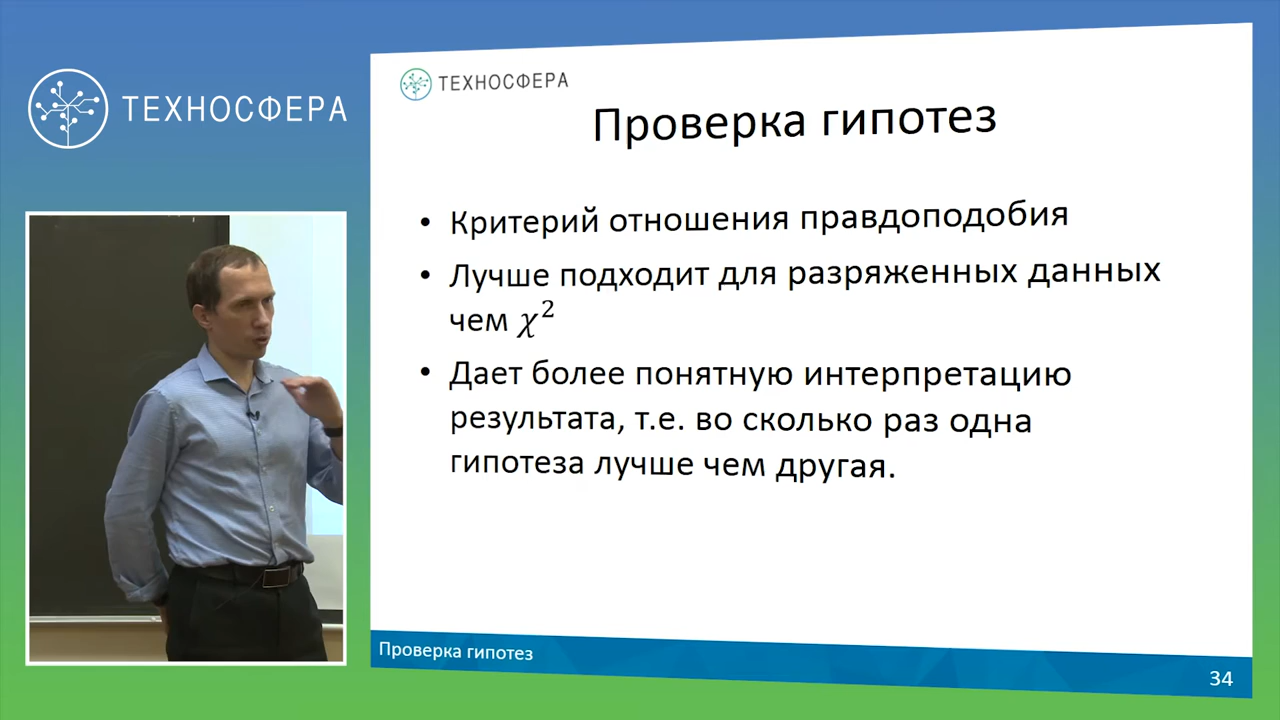 ТЕХНОСФЕРА
ТЕХНОСФЕРА
Проверка гипотез
• Критерий отношения правдоподобия
• Лучше подходит для разряженных данных
чем χ²
• Дает более понятную интерпретацию
результата, т.е. во сколько раз одна
гипотеза лучше чем другая.
Проверка гипотез
34